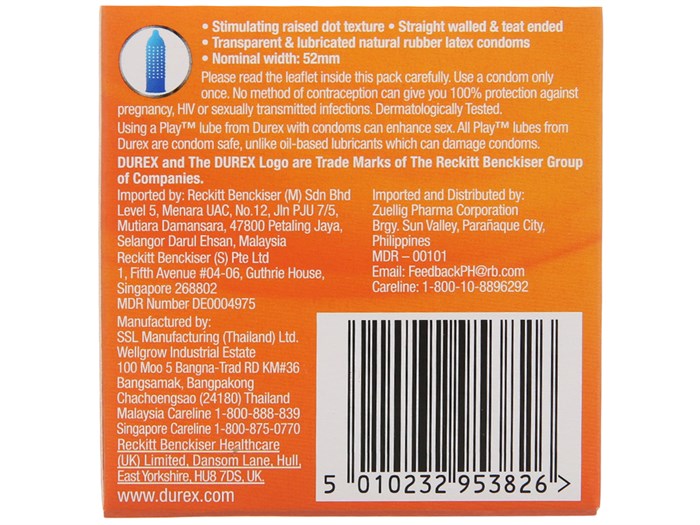 • Stimulating raised dot texture • Straight walled & teat ended
• Transparent & lubricated natural rubber latex condoms
• Nominal width: 52mm
Please read the leaflet inside this pack carefully. Use a condom only
once. No method of contraception can give you 100% protection against
pregnancy, HIV or sexually transmitted infections. Dermatologically Tested.
Using a Play™ lube from Durex with condoms can enhance sex. All Play™ lubes from
Durex are condom safe, unlike oil-based lubricants which can damage condoms.
DUREX and The DUREX Logo are Trade Marks of The Reckitt Benckiser Group
of Companies.
Imported by: Reckitt Benckiser (M) Sdn Bhd
Level 5, Menara UAC, No.12, Jln PJU 7/5,
Mutiara Damansara, 47800 Petaling Jaya,
Selangor Darul Ehsan, Malaysia
Reckitt Benckiser (S) Pte Ltd
1, Fifth Avenue #04-06, Guthrie House,
Singapore 268802
MDR Number DE0004975
Imported and Distributed by:
Zuellig Pharma Corporation
Brgy. Sun Valley, Parañaque City,
Philippines
MDR – 00101
Email: FeedbackPH@rb.com
Careline: 1-800-10-8896292
Manufactured by:
SSL Manufacturing (Thailand) Ltd.
Wellgrow Industrial Estate
100 Moo 5 Bangna-Trad RD KM#36
Bangsamak, Bangpakong
Chachoengsao (24180) Thailand
Malaysia Careline 1-800-888-839
Singapore Careline 1-800-875-0770
Reckitt Benckiser Healthcare
(UK) Limited, Dansom Lane, Hull,
East Yorkshire, HU8 7DS, UK.
www.durex.com
5 010232 953826 >